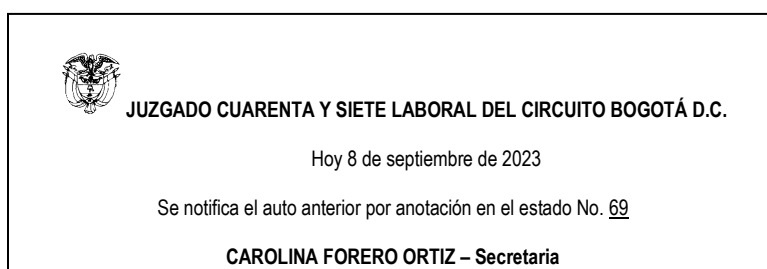 JUZGADO CUARENTA Y SIETE LABORAL DEL CIRCUITO BOGOTÁ D.C.
Hoy 8 de septiembre de 2023
Se notifica el auto anterior por anotación en el estado No. 69
CAROLINA FORERO ORTIZ – Secretaria